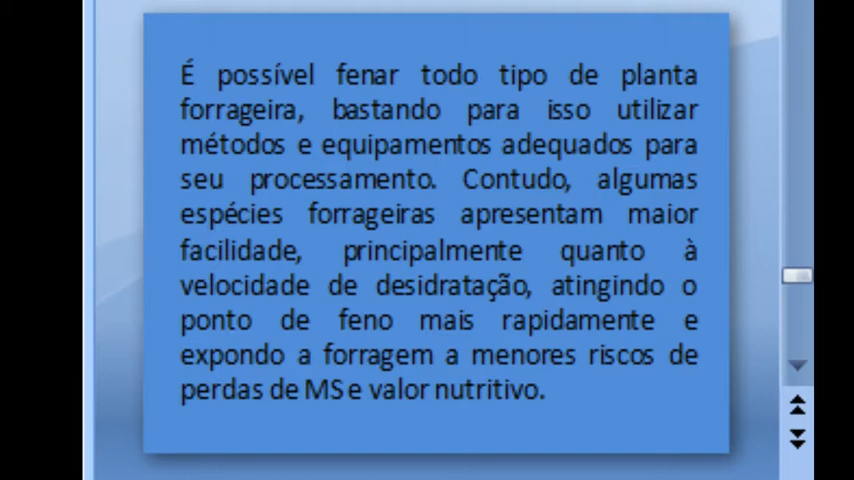 É possível fenar todo tipo de planta
forrageira, bastando para isso utilizar
métodos e equipamentos adequados para
seu processamento. Contudo, algumas
espécies forrageiras apresentam maior
facilidade, principalmente quanto à
velocidade de desidratação, atingindo o
ponto de feno mais rapidamente e
expondo a forragem a menores riscos de
perdas de MS e valor nutritivo.